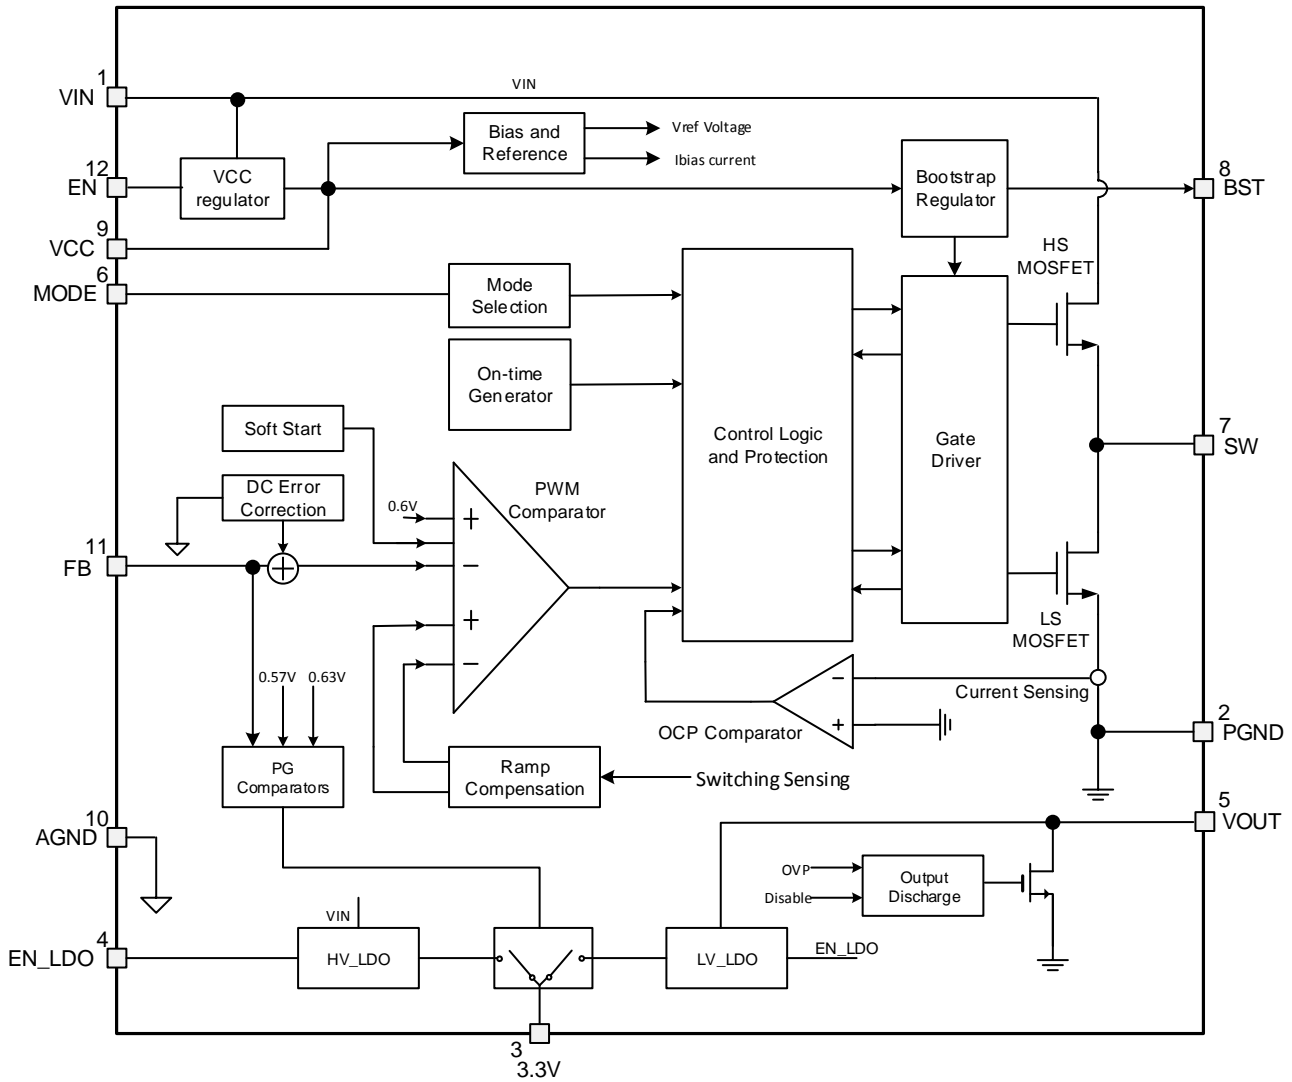 1
VIN
VIN
Bias and
Reference
Vref Voltage
Ibias current
12
EN
VCC
regulator
Bootstrap
Regulator
8
BST
9
VCC
HS
MOSFET
6
MODE
Mode
Selection
On-time
Generator
Control Logic
and Protection
Gate
Driver
Soft Start
7
SW
DC Error
Correction
0.6V
PWM
Comparator
+
−
+
−
11
FB
LS
MOSFET
0.57V
0.63V
−
+
Current Sensing
OCP Comparator
2
PGND
PG
Comparators
Ramp
Compensation
Switching Sensing
10
AGND
5
VOUT
OVP
Disable
Output
Discharge
VIN
4
EN_LDO
HV_LDO
LV_LDO
EN_LDO
3
3.3V